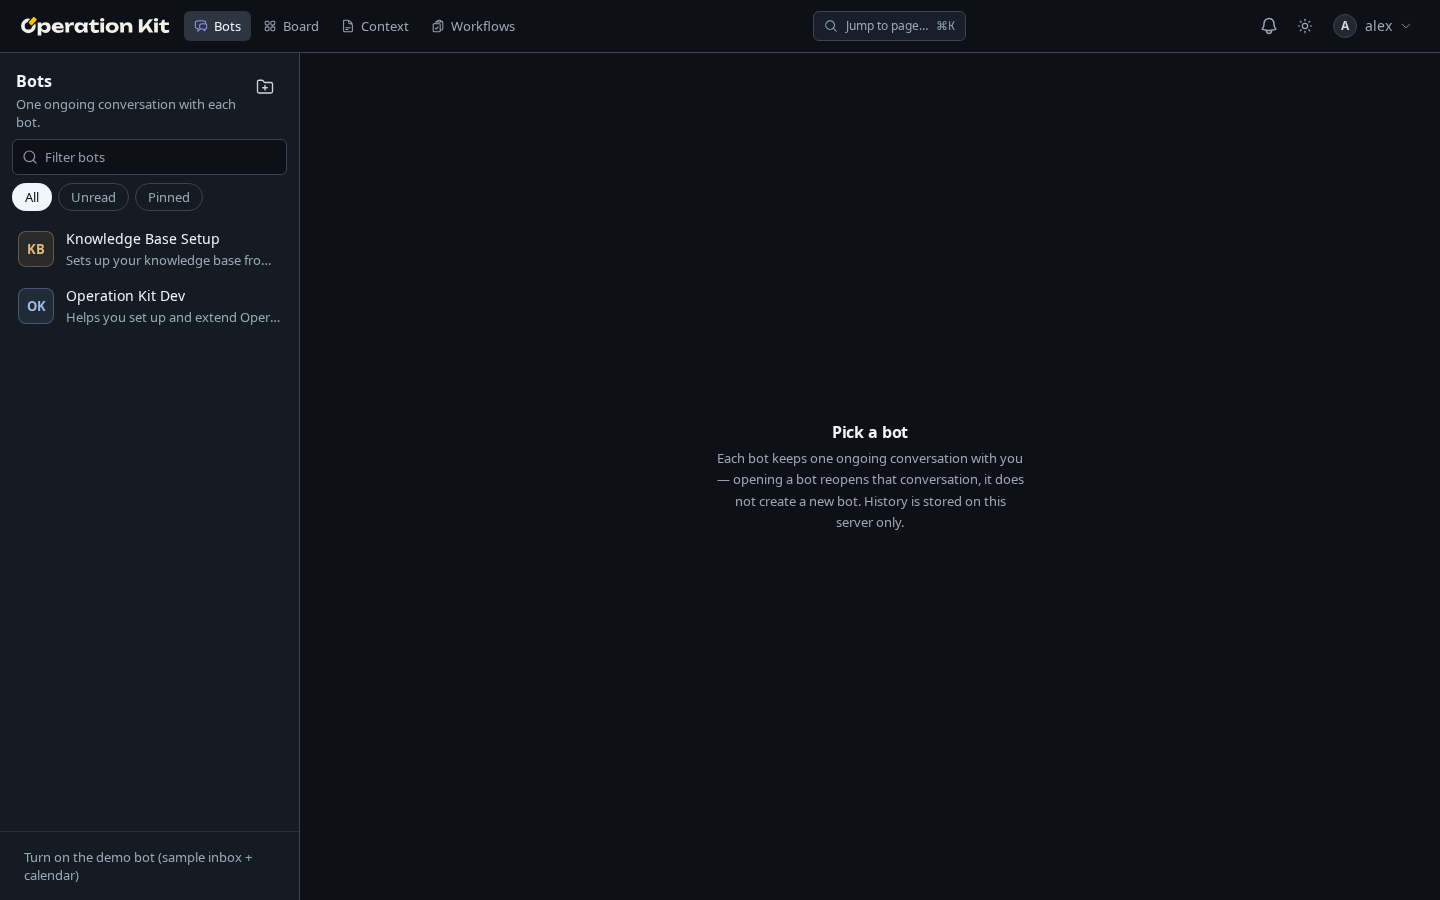 Operation Kit
Bots
Board
Context
Workflows
Jump to page... ⌘K
A
alex
Bots
One ongoing conversation with each
bot.
Filter bots
All
Unread
Pinned
KB
Knowledge Base Setup
Sets up your knowledge base fro...
OK
Operation Kit Dev
Helps you set up and extend Oper...
Pick a bot
Each bot keeps one ongoing conversation with you
— opening a bot reopens that conversation, it does
not create a new bot. History is stored on this
server only.
Turn on the demo bot (sample inbox +
calendar)